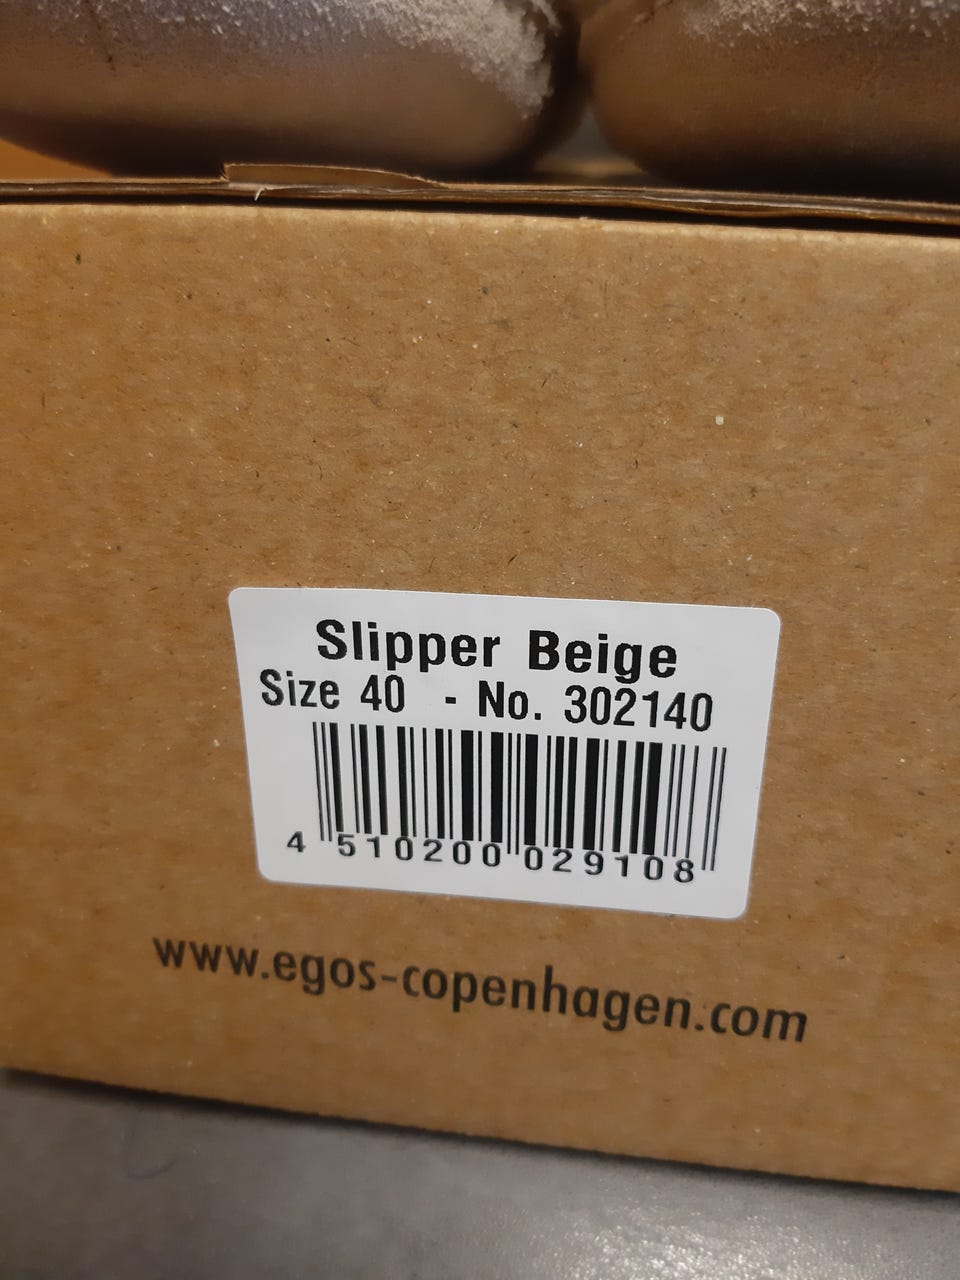 Slipper Beige
Size 40 - No. 302140
4 510200 029108
www.egos-copenhagen.com